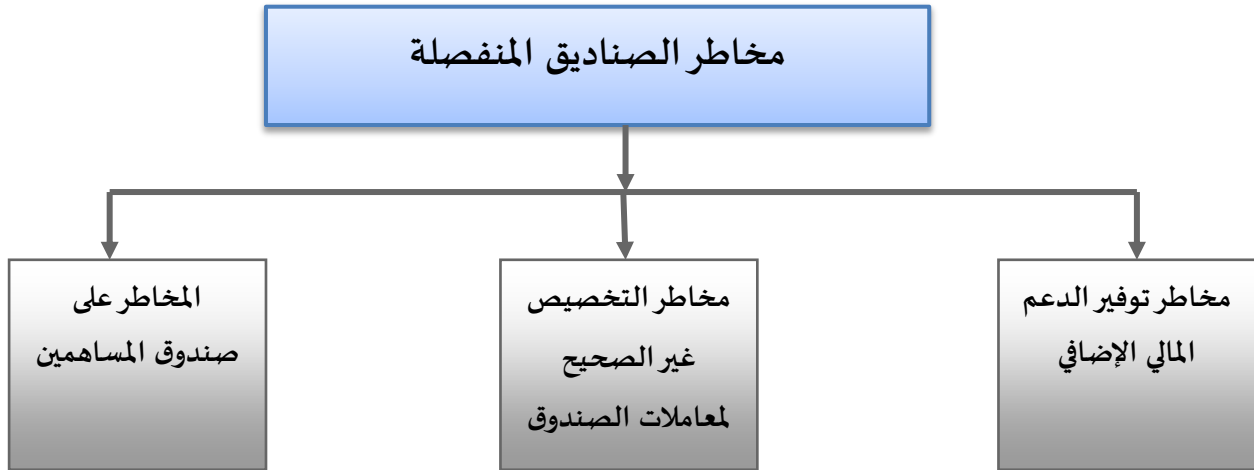 مخاطر الصناديق المنفصلة
مخاطر توفير الدعم
المالي الإضافي
مخاطر التخصيص
غير الصحيح
لمعاملات الصندوق
المخاطر على
صندوق المساهمين